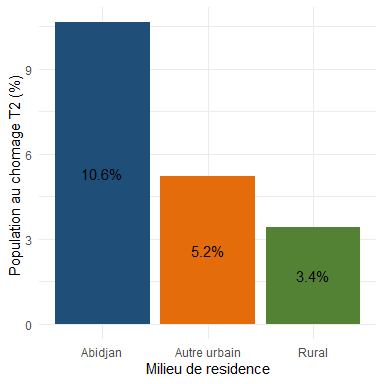 Population au chomage T2 (%)
9
6
3
0
10.6%
5.2%
3.4%
Abidjan
Autre urbain
Rural
Milieu de residence